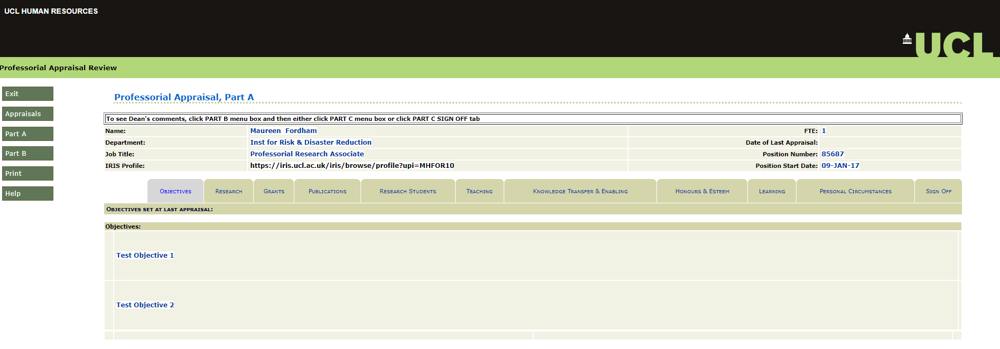 UCL HUMAN RESOURCES
UCL
Professorial Appraisal Review
Exit
Appraisals
Part A
Part B
Print
Help
Professorial Appraisal, Part A
To see Dean's comments, click PART B menu box and then either click PART C menu box or click PART C SIGN OFF tab
Name: Maureen Fordham FTE: 1
Department: Inst for Risk & Disaster Reduction Date of Last Appraisal:
Job Title: Professorial Research Associate Position Number: 85687
IRIS Profile: https://iris.ucl.ac.uk/iris/browse/profile?upi=MHFOR10 Position Start Date: 09-JAN-17
Objectives Research Grants Publications Research Students Teaching Knowledge Transfer & Enabling Honours & Esteem Learning Personal Circumstances Sign Off
Objectives set at last appraisal:
Objectives:
Test Objective 1
Test Objective 2